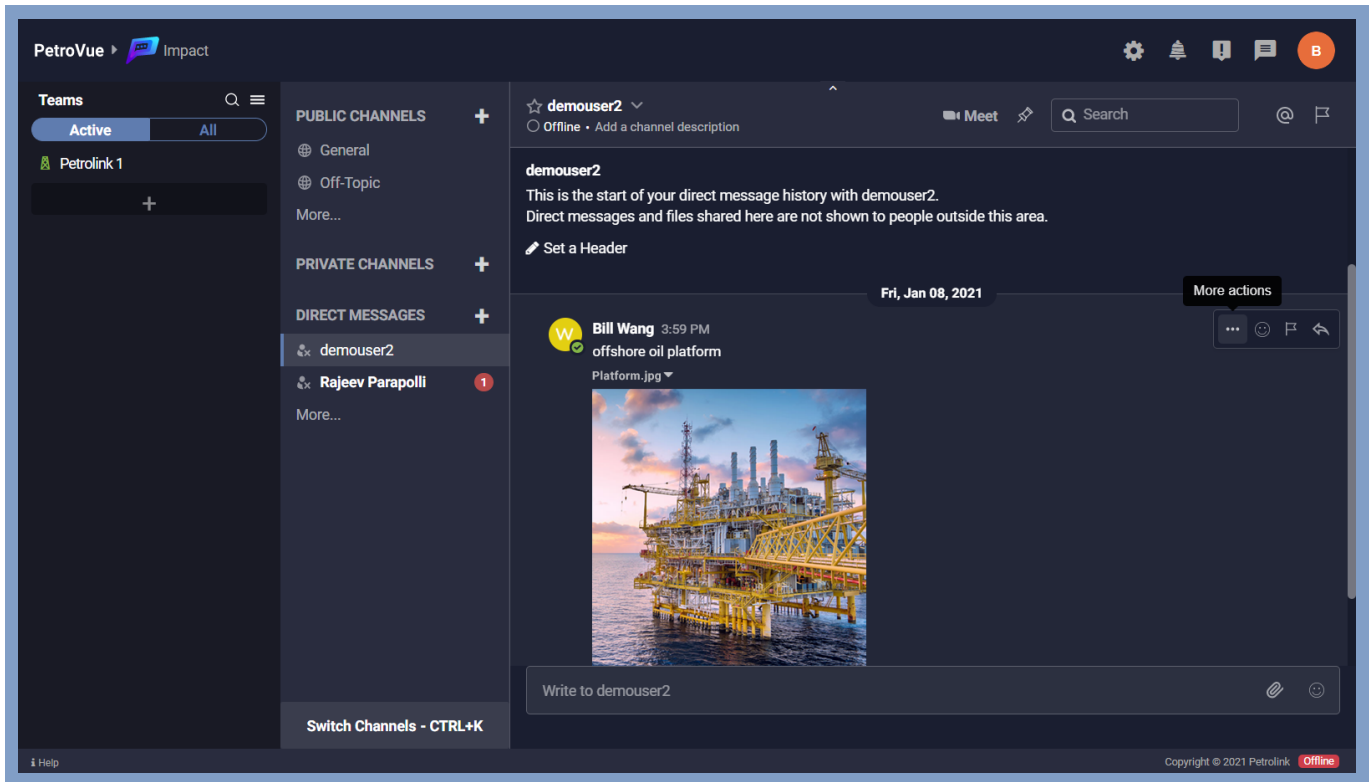 PetroVue Impact
B
Teams
Active All
Petrolink 1
+
PUBLIC CHANNELS +
General
Off-Topic
More...
PRIVATE CHANNELS +
DIRECT MESSAGES +
demouser2
Rajeev Parapolli 1
More...
Switch Channels - CTRL+K
demouser2
Offline • Add a channel description
Meet
Search
@
demouser2
This is the start of your direct message history with demouser2.
Direct messages and files shared here are not shown to people outside this area.
Set a Header
Fri, Jan 08, 2021
More actions
W
Bill Wang 3:59 PM
offshore oil platform
Platform.jpg
Write to demouser2
Help
Copyright © 2021 Petrolink Offline